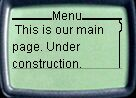 Menu
This is our main
page. Under
construction.